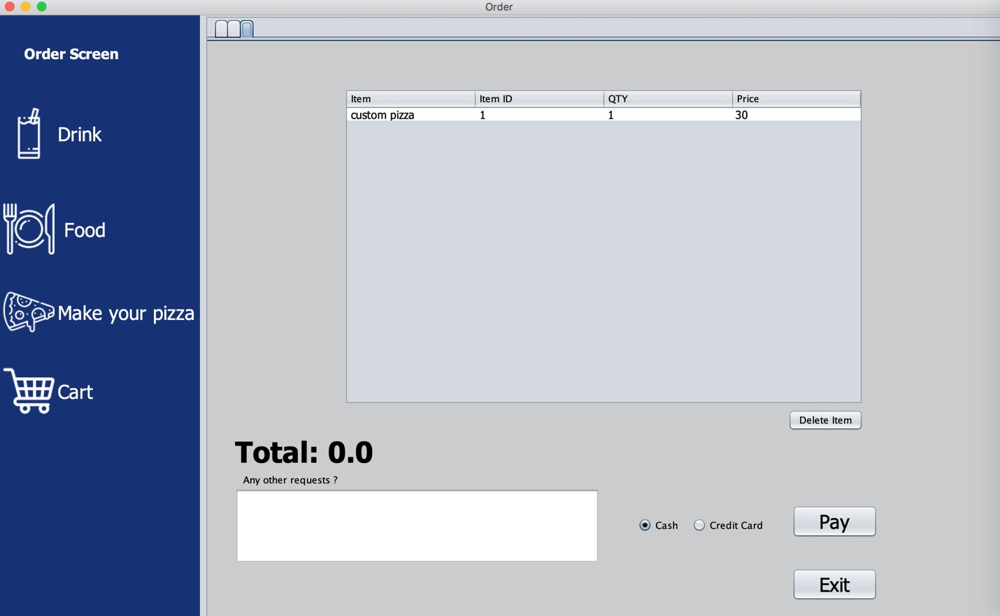 Order
Order Screen
Drink
Food
Make your pizza
Cart
Item Item ID QTY Price
custom pizza 1 1 30
Delete Item
Total: 0.0
Any other requests ?
Cash Credit Card Pay
Exit